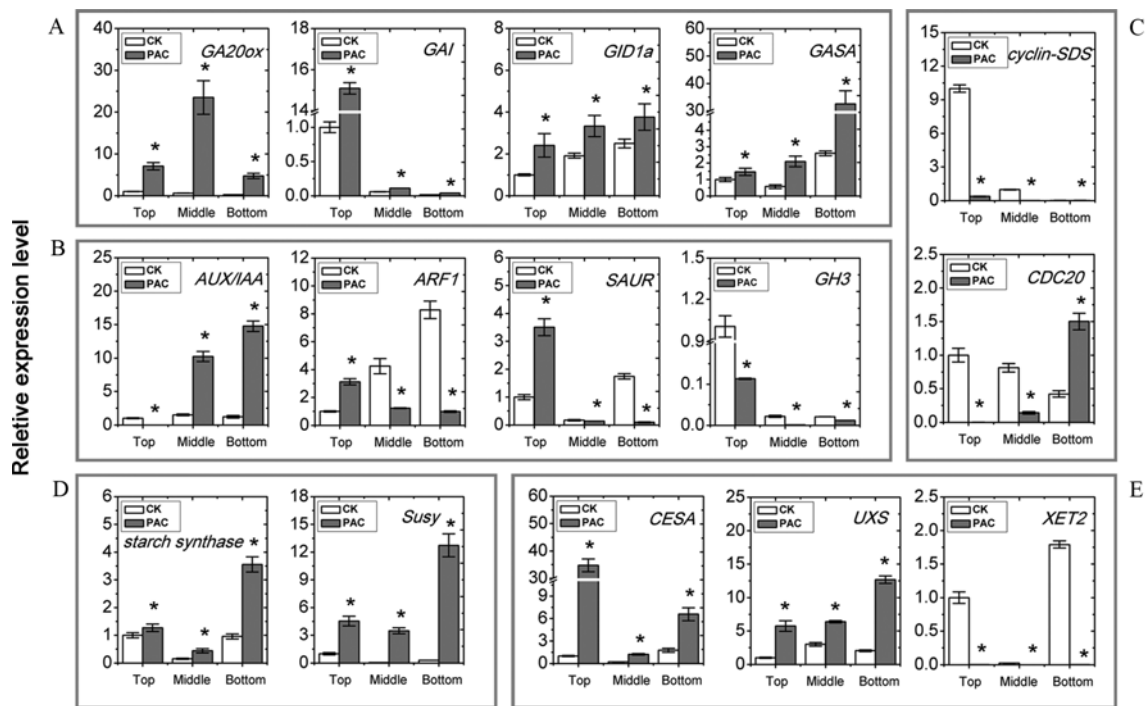 A
CK
PAC
GA20ox
40
30
20
10
0
Top Middle Bottom
CK
PAC
GAI
16
15
14
1.0
0.5
0.0
Top Middle Bottom
CK
PAC
GID1a
8
6
4
2
0
Top Middle Bottom
CK
PAC
GASA
60
50
40
30
4
3
2
1
0
Top Middle Bottom
C
cyclin-SDS
CK
PAC
15
12
9
6
3
0
Top Middle Bottom
CK
PAC
CDC20
2.5
2.0
1.5
1.0
0.5
0.0
Top Middle Bottom
Reletive expression level
B
CK
PAC
AUX/IAA
25
20
15
10
5
0
Top Middle Bottom
CK
PAC
ARF1
14
12
10
8
6
4
2
0
Top Middle Bottom
CK
PAC
SAUR
6
5
4
3
2
1
0
Top Middle Bottom
CK
PAC
GH3
1.5
1.2
0.9
0.1
0.0
Top Middle Bottom
D
CK
PAC
starch synthase
6
5
4
3
2
1
0
Top Middle Bottom
CK
PAC
Susy
18
15
12
9
6
3
0
Top Middle Bottom
E
CK
PAC
CESA
60
45
30
9
6
3
0
Top Middle Bottom
CK
PAC
UXS
25
20
15
10
5
0
Top Middle Bottom
CK
PAC
XET2
2.5
2.0
1.5
1.0
0.5
0.0
Top Middle Bottom